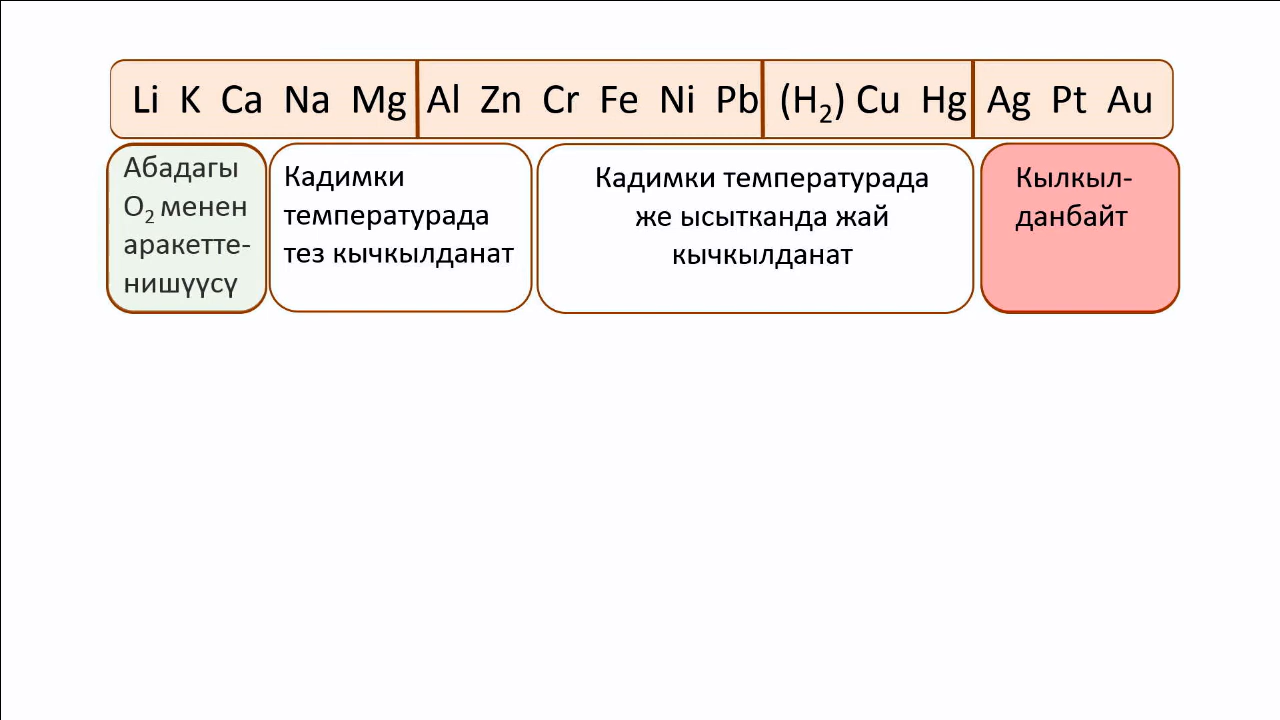 Li K Ca Na Mg Al Zn Cr Fe Ni Pb (H₂) Cu Hg Ag Pt Au
Абадагы
O₂ менен
аракетте-
нишүүсү
Кадимки
температурада
тез кычкылданат
Кадимки температурада
же ысытканда жай
кычкылданат
Кылкыл-
данбайт